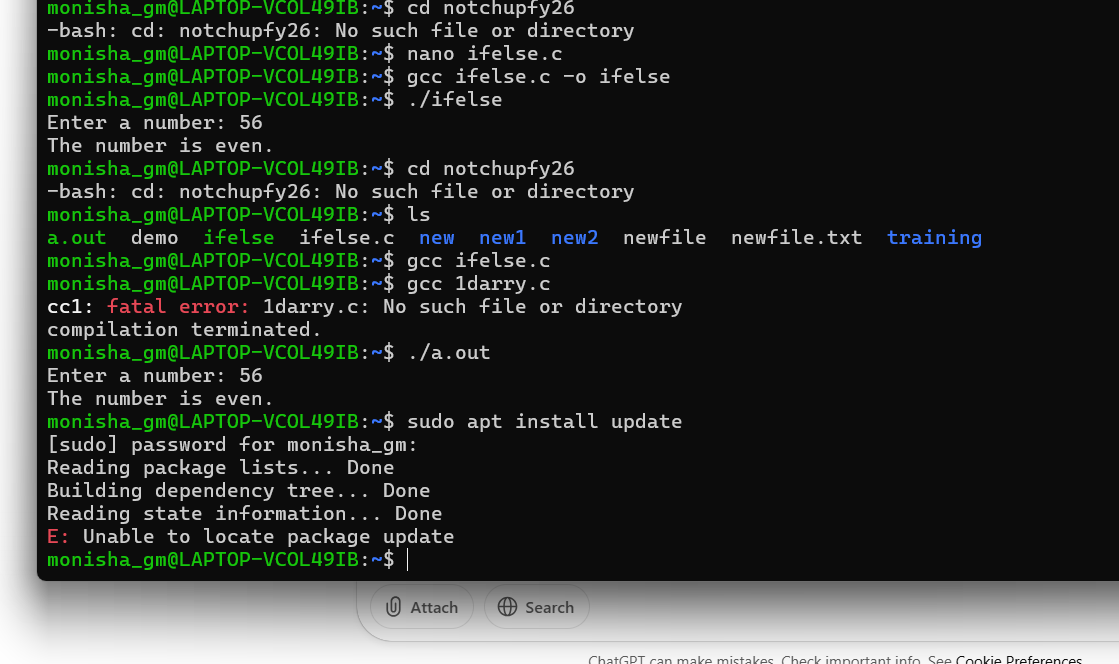 monisha_gm@LAPTOP-VCOL49IB:~$ cd notchupfy26
-bash: cd: notchupfy26: No such file or directory
monisha_gm@LAPTOP-VCOL49IB:~$ nano ifelse.c
monisha_gm@LAPTOP-VCOL49IB:~$ gcc ifelse.c -o ifelse
monisha_gm@LAPTOP-VCOL49IB:~$ ./ifelse
Enter a number: 56
The number is even.
monisha_gm@LAPTOP-VCOL49IB:~$ cd notchupfy26
-bash: cd: notchupfy26: No such file or directory
monisha_gm@LAPTOP-VCOL49IB:~$ ls
a.out  demo  ifelse  ifelse.c  new  new1  new2  newfile  newfile.txt  training
monisha_gm@LAPTOP-VCOL49IB:~$ gcc ifelse.c
monisha_gm@LAPTOP-VCOL49IB:~$ gcc 1darry.c
cc1: fatal error: 1darry.c: No such file or directory
compilation terminated.
monisha_gm@LAPTOP-VCOL49IB:~$ ./a.out
Enter a number: 56
The number is even.
monisha_gm@LAPTOP-VCOL49IB:~$ sudo apt install update
[sudo] password for monisha_gm:
Reading package lists... Done
Building dependency tree... Done
Reading state information... Done
E: Unable to locate package update
monisha_gm@LAPTOP-VCOL49IB:~$
Attach Search
ChatGPT can make mistakes. Check important info. See Cookie Preferences.